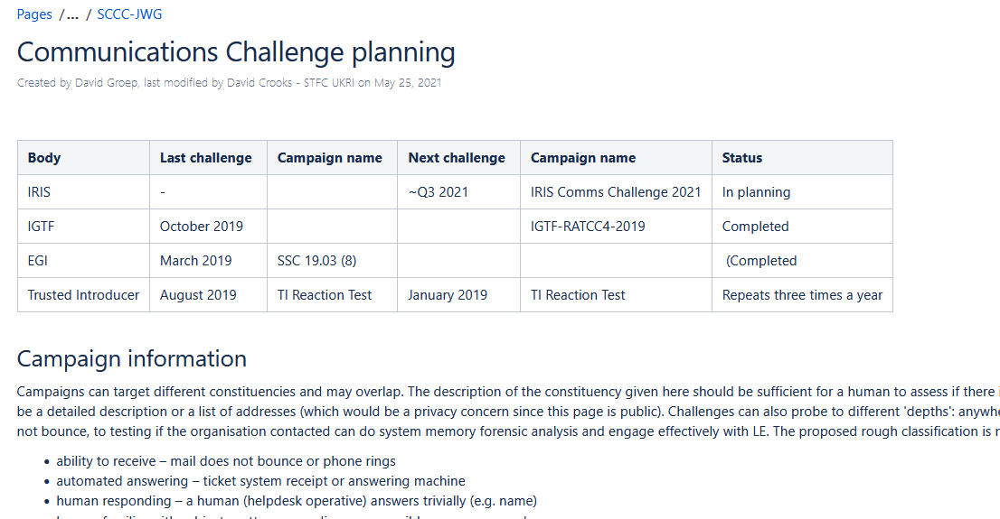 Pages /... / SCCC-JWG
Communications Challenge planning
Created by David Groep, last modified by David Crooks - STFC UKRI on May 25, 2021
Body Last challenge Campaign name Next challenge Campaign name Status
IRIS - ~Q3 2021 IRIS Comms Challenge 2021 In planning
IGTF October 2019 IGTF-RATCC4-2019 Completed
EGI March 2019 SSC 19.03 (8) (Completed
Trusted Introducer August 2019 TI Reaction Test January 2019 TI Reaction Test Repeats three times a year
Campaign information
Campaigns can target different constituencies and may overlap. The description of the constituency given here should be sufficient for a human to assess if there
be a detailed description or a list of addresses (which would be a privacy concern since this page is public). Challenges can also probe to different 'depths':
not bounce, to testing if the organisation contacted can do system memory forensic analysis and engage effectively with LE. The proposed rough classification is
• ability to receive – mail does not bounce or phone rings
• automated answering – ticket system receipt or answering machine
• human responding – a human (helpdesk operative) answers trivially (e.g. name)